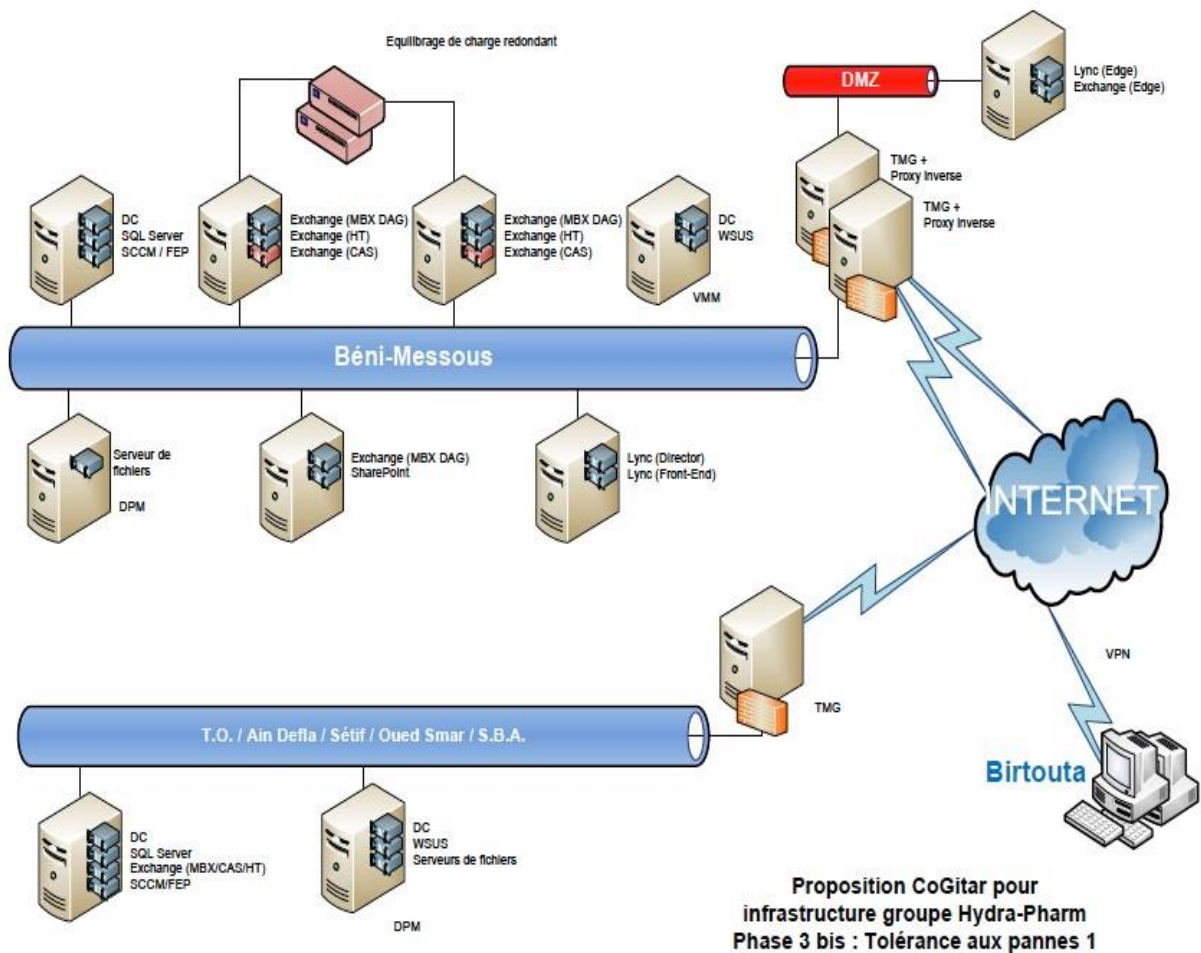 Equilibrage de charge redondant
DMZ
Lync (Edge)
Exchange (Edge)
TMG +
Proxy Inverse
TMG +
Proxy Inverse
DC
SQL Server
SCCM / FEP
Exchange (MBX DAG)
Exchange (HT)
Exchange (CAS)
Exchange (MBX DAG)
Exchange (HT)
Exchange (CAS)
DC
WSUS
VMM
Béni-Messous
Serveur de
fichiers
DPM
Exchange (MBX DAG)
SharePoint
Lync (Director)
Lync (Front-End)
INTERNET
TMG
VPN
T.O. / Ain Defla / Sétif / Oued Smar / S.B.A.
Birtouta
DC
SQL Server
Exchange (MBX/CAS/HT)
SCCM/FEP
DC
WSUS
Serveurs de fichiers
DPM
Proposition CoGitar pour
infrastructure groupe Hydra-Pharm
Phase 3 bis : Tolérance aux pannes 1